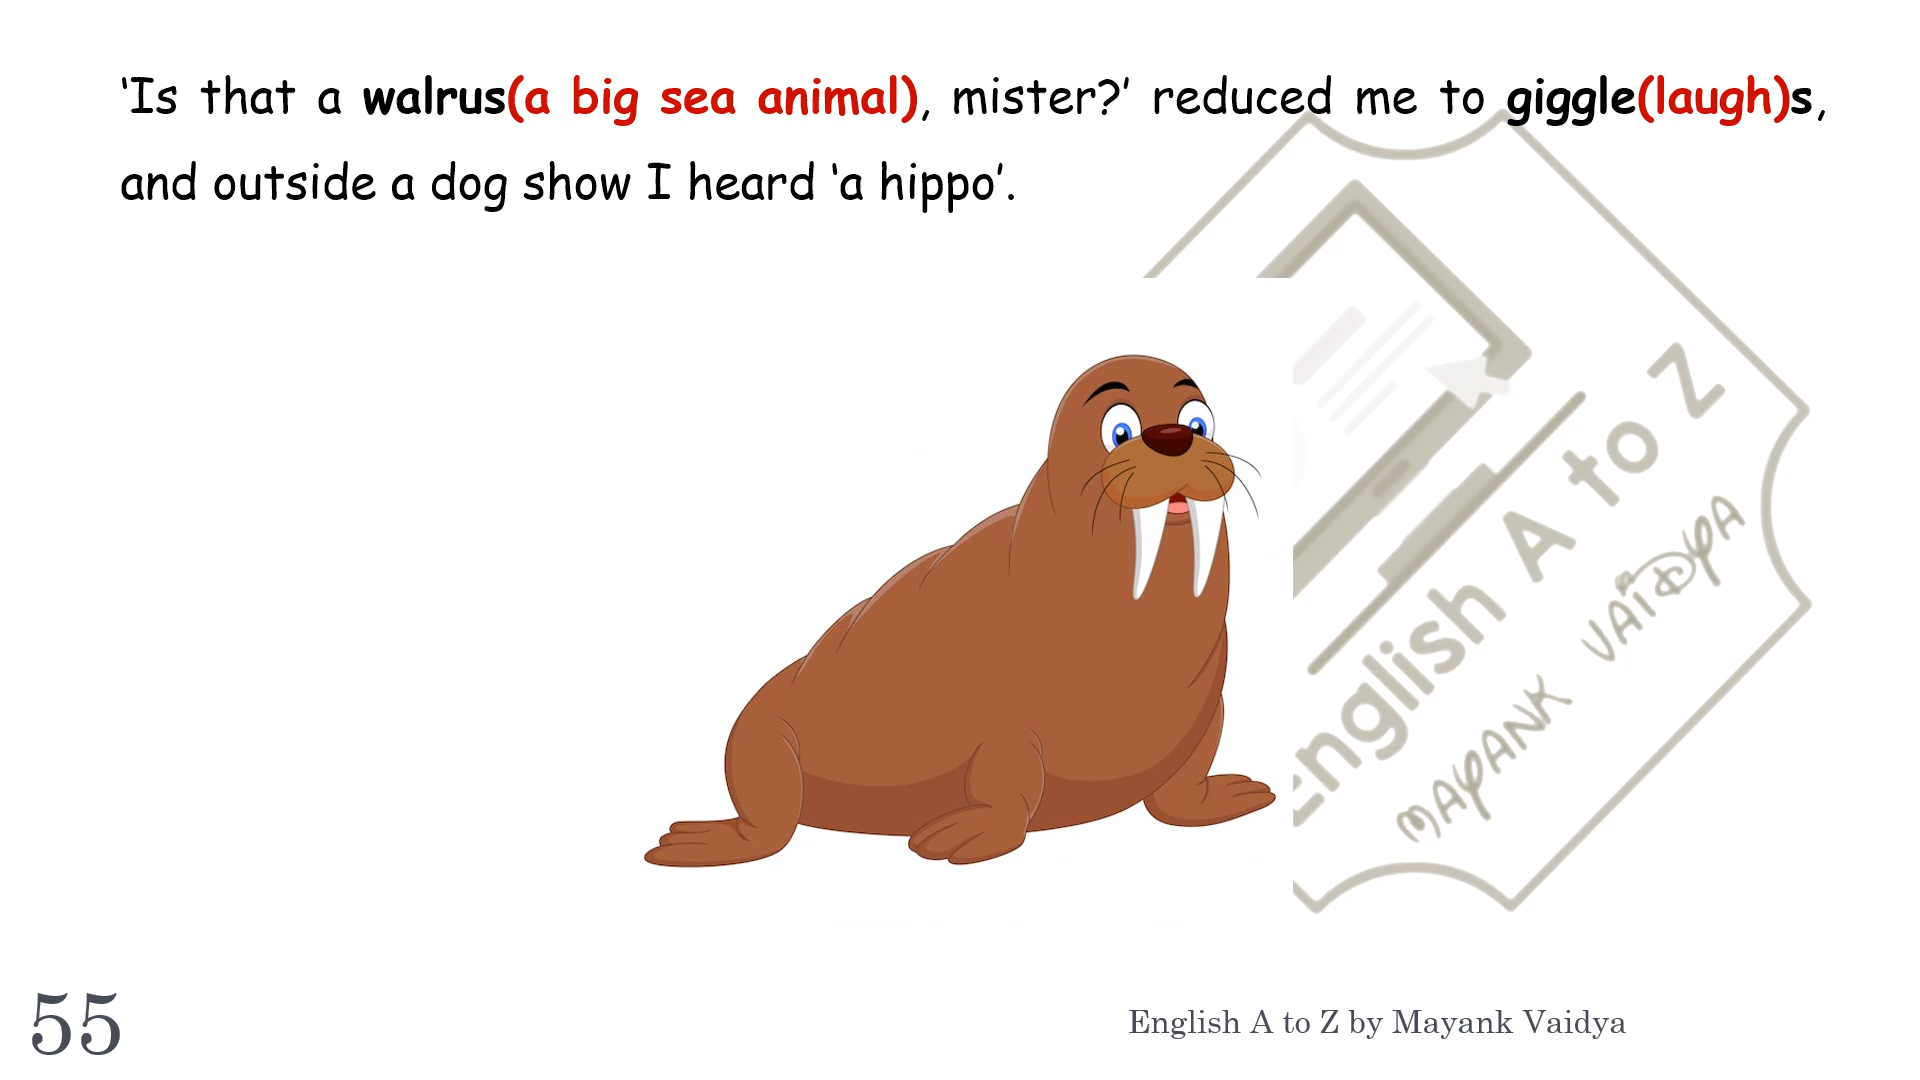 ‘Is that a walrus(a big sea animal), mister?’ reduced me to giggle(laugh)s,
and outside a dog show I heard ‘a hippo’.
English A to Z
MAYANK VAIDYA
55
English A to Z by Mayank Vaidya